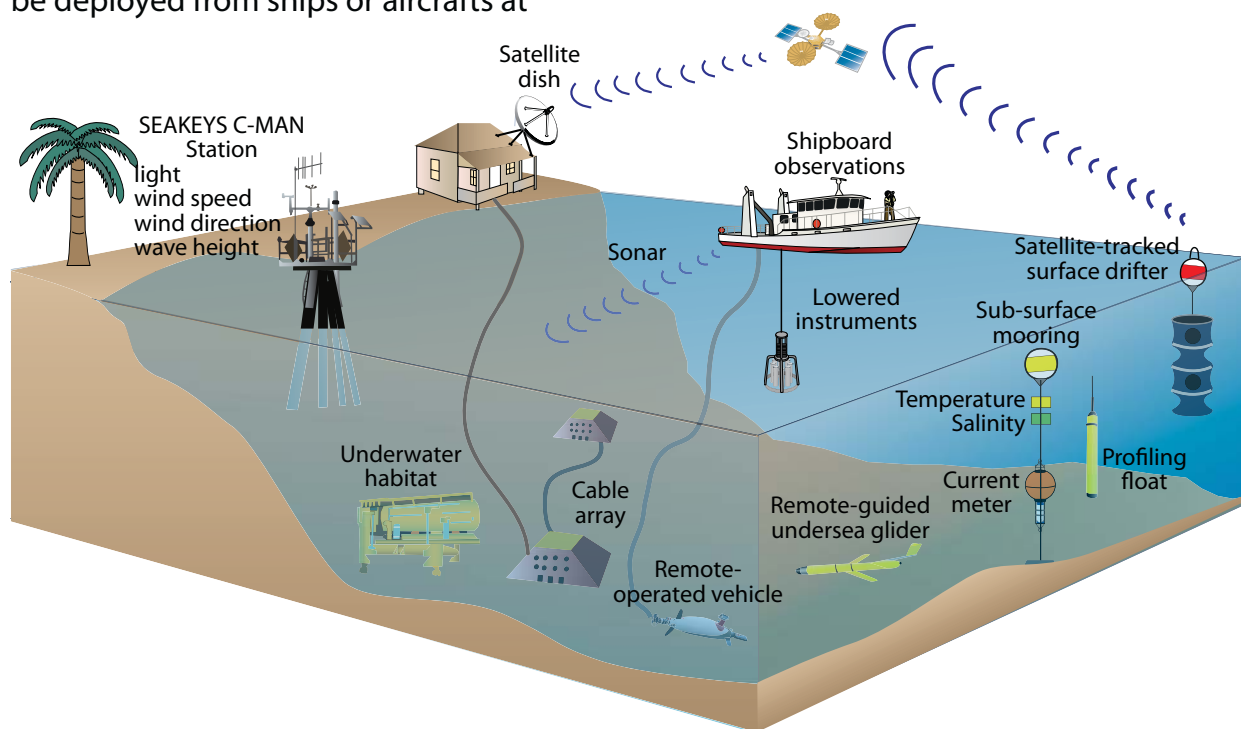 be deployed from ships or aircrafts at
Satellite
dish
SEAKEYS C-MAN
Station
light
wind speed
wind direction
wave height
Shipboard
observations
Sonar
Satellite-tracked
surface drifter
Lowered
instruments
Sub-surface
mooring
Temperature
Salinity
Underwater
habitat
Cable
array
Current
meter
Profiling
float
Remote-guided
undersea glider
Remote-
operated vehicle